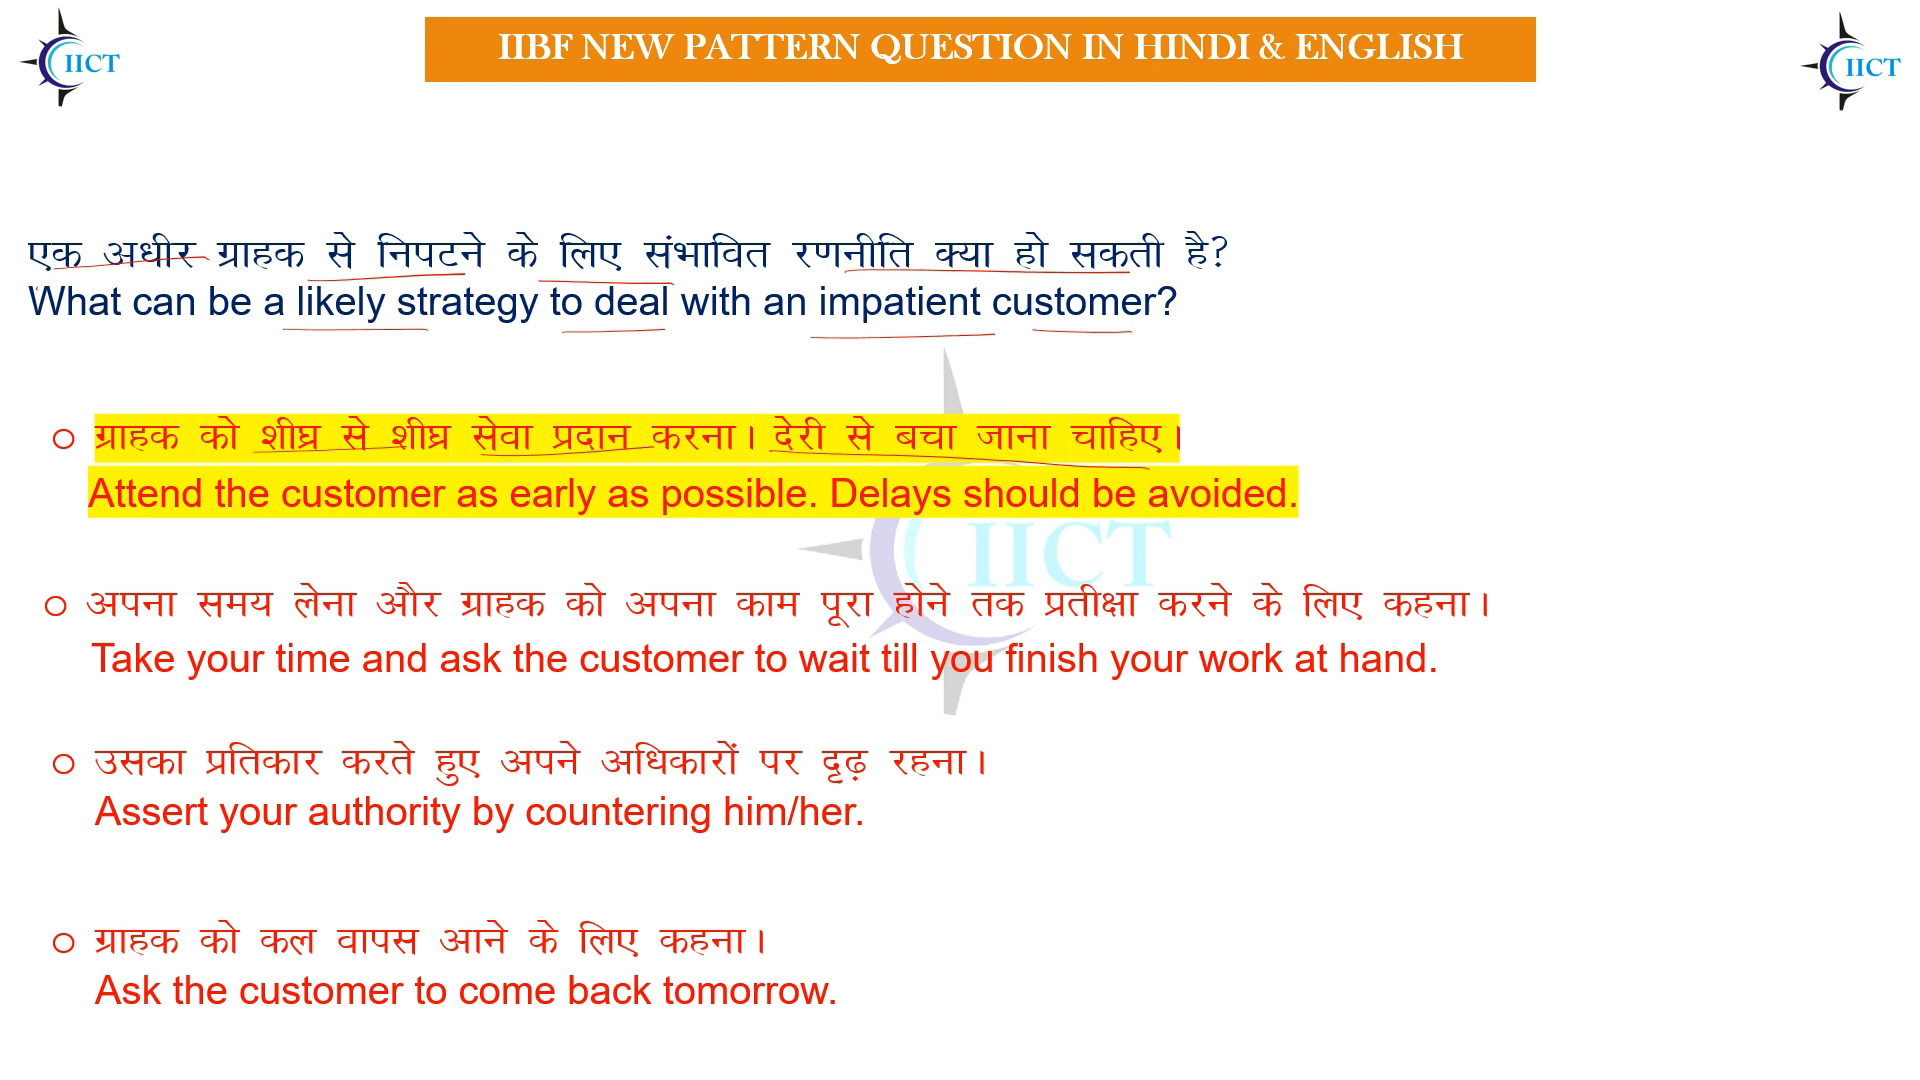 IICT
IIBF NEW PATTERN QUESTION IN HINDI & ENGLISH
IICT
एक अधीर ग्राहक से निपटने के लिए संभावित रणनीति क्या हो सकती है?
What can be a likely strategy to deal with an impatient customer?
ग्राहक को शीघ्र से शीघ्र सेवा प्रदान करना। देरी से बचा जाना चाहिए।
Attend the customer as early as possible. Delays should be avoided.
IICT
अपना समय लेना और ग्राहक को अपना काम पूरा होने तक प्रतीक्षा करने के लिए कहना।
Take your time and ask the customer to wait till you finish your work at hand.
उसका प्रतिकार करते हुए अपने अधिकारों पर दृढ़ रहना।
Assert your authority by countering him/her.
ग्राहक को कल वापस आने के लिए कहना।
Ask the customer to come back tomorrow.